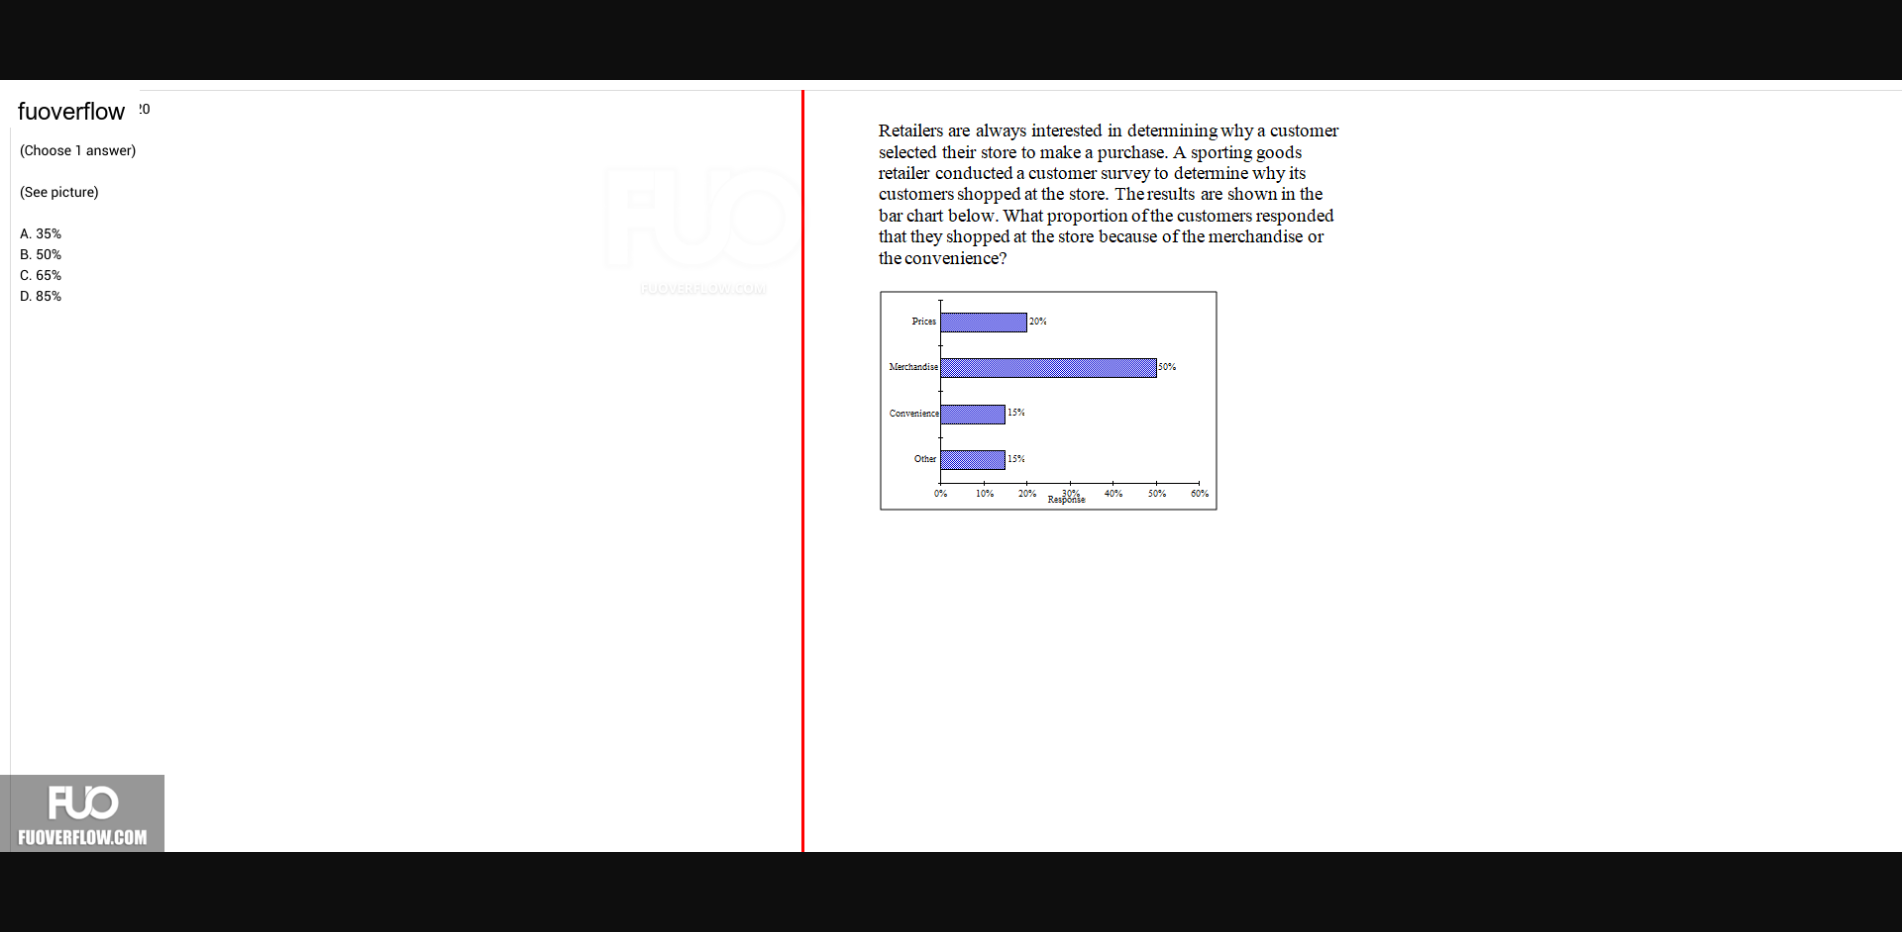 fuoverflow
(Choose 1 answer)
(See picture)
A. 35%
B. 50%
C. 65%
D. 85%
FUO
FUOVERFLOW.COM
Retailers are always interested in determining why a customer
selected their store to make a purchase. A sporting goods
retailer conducted a customer survey to determine why its
customers shopped at the store. The results are shown in the
bar chart below. What proportion of the customers responded
that they shopped at the store because of the merchandise or
the convenience?
Prices 20%
Merchandise 50%
Convenience 15%
Other 15%
0% 10% 20% 30% 40% 50% 60%
Response
FUO
FUOVERFLOW.COM